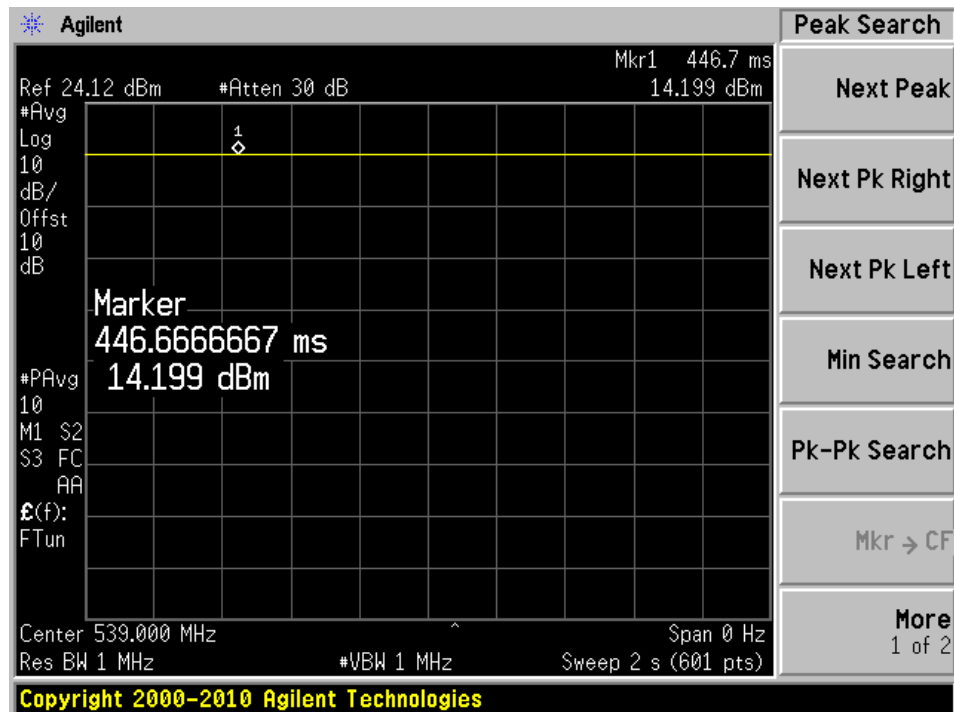 Agilent
Peak Search
Mkr1 446.7 ms
Ref 24.12 dBm #Atten 30 dB 14.199 dBm
#Avg
Log
10
dB/
Offst
10
dB
1
Marker
446.6666667 ms
14.199 dBm
#PAvg
10
M1 S2
S3 FC
AA
£(f):
FTun
Center 539.000 MHz ^ Span 0 Hz
Res BW 1 MHz #VBW 1 MHz Sweep 2 s (601 pts)
Next Peak
Next Pk Right
Next Pk Left
Min Search
Pk-Pk Search
Mkr → CF
More
1 of 2
Copyright 2000-2010 Agilent Technologies